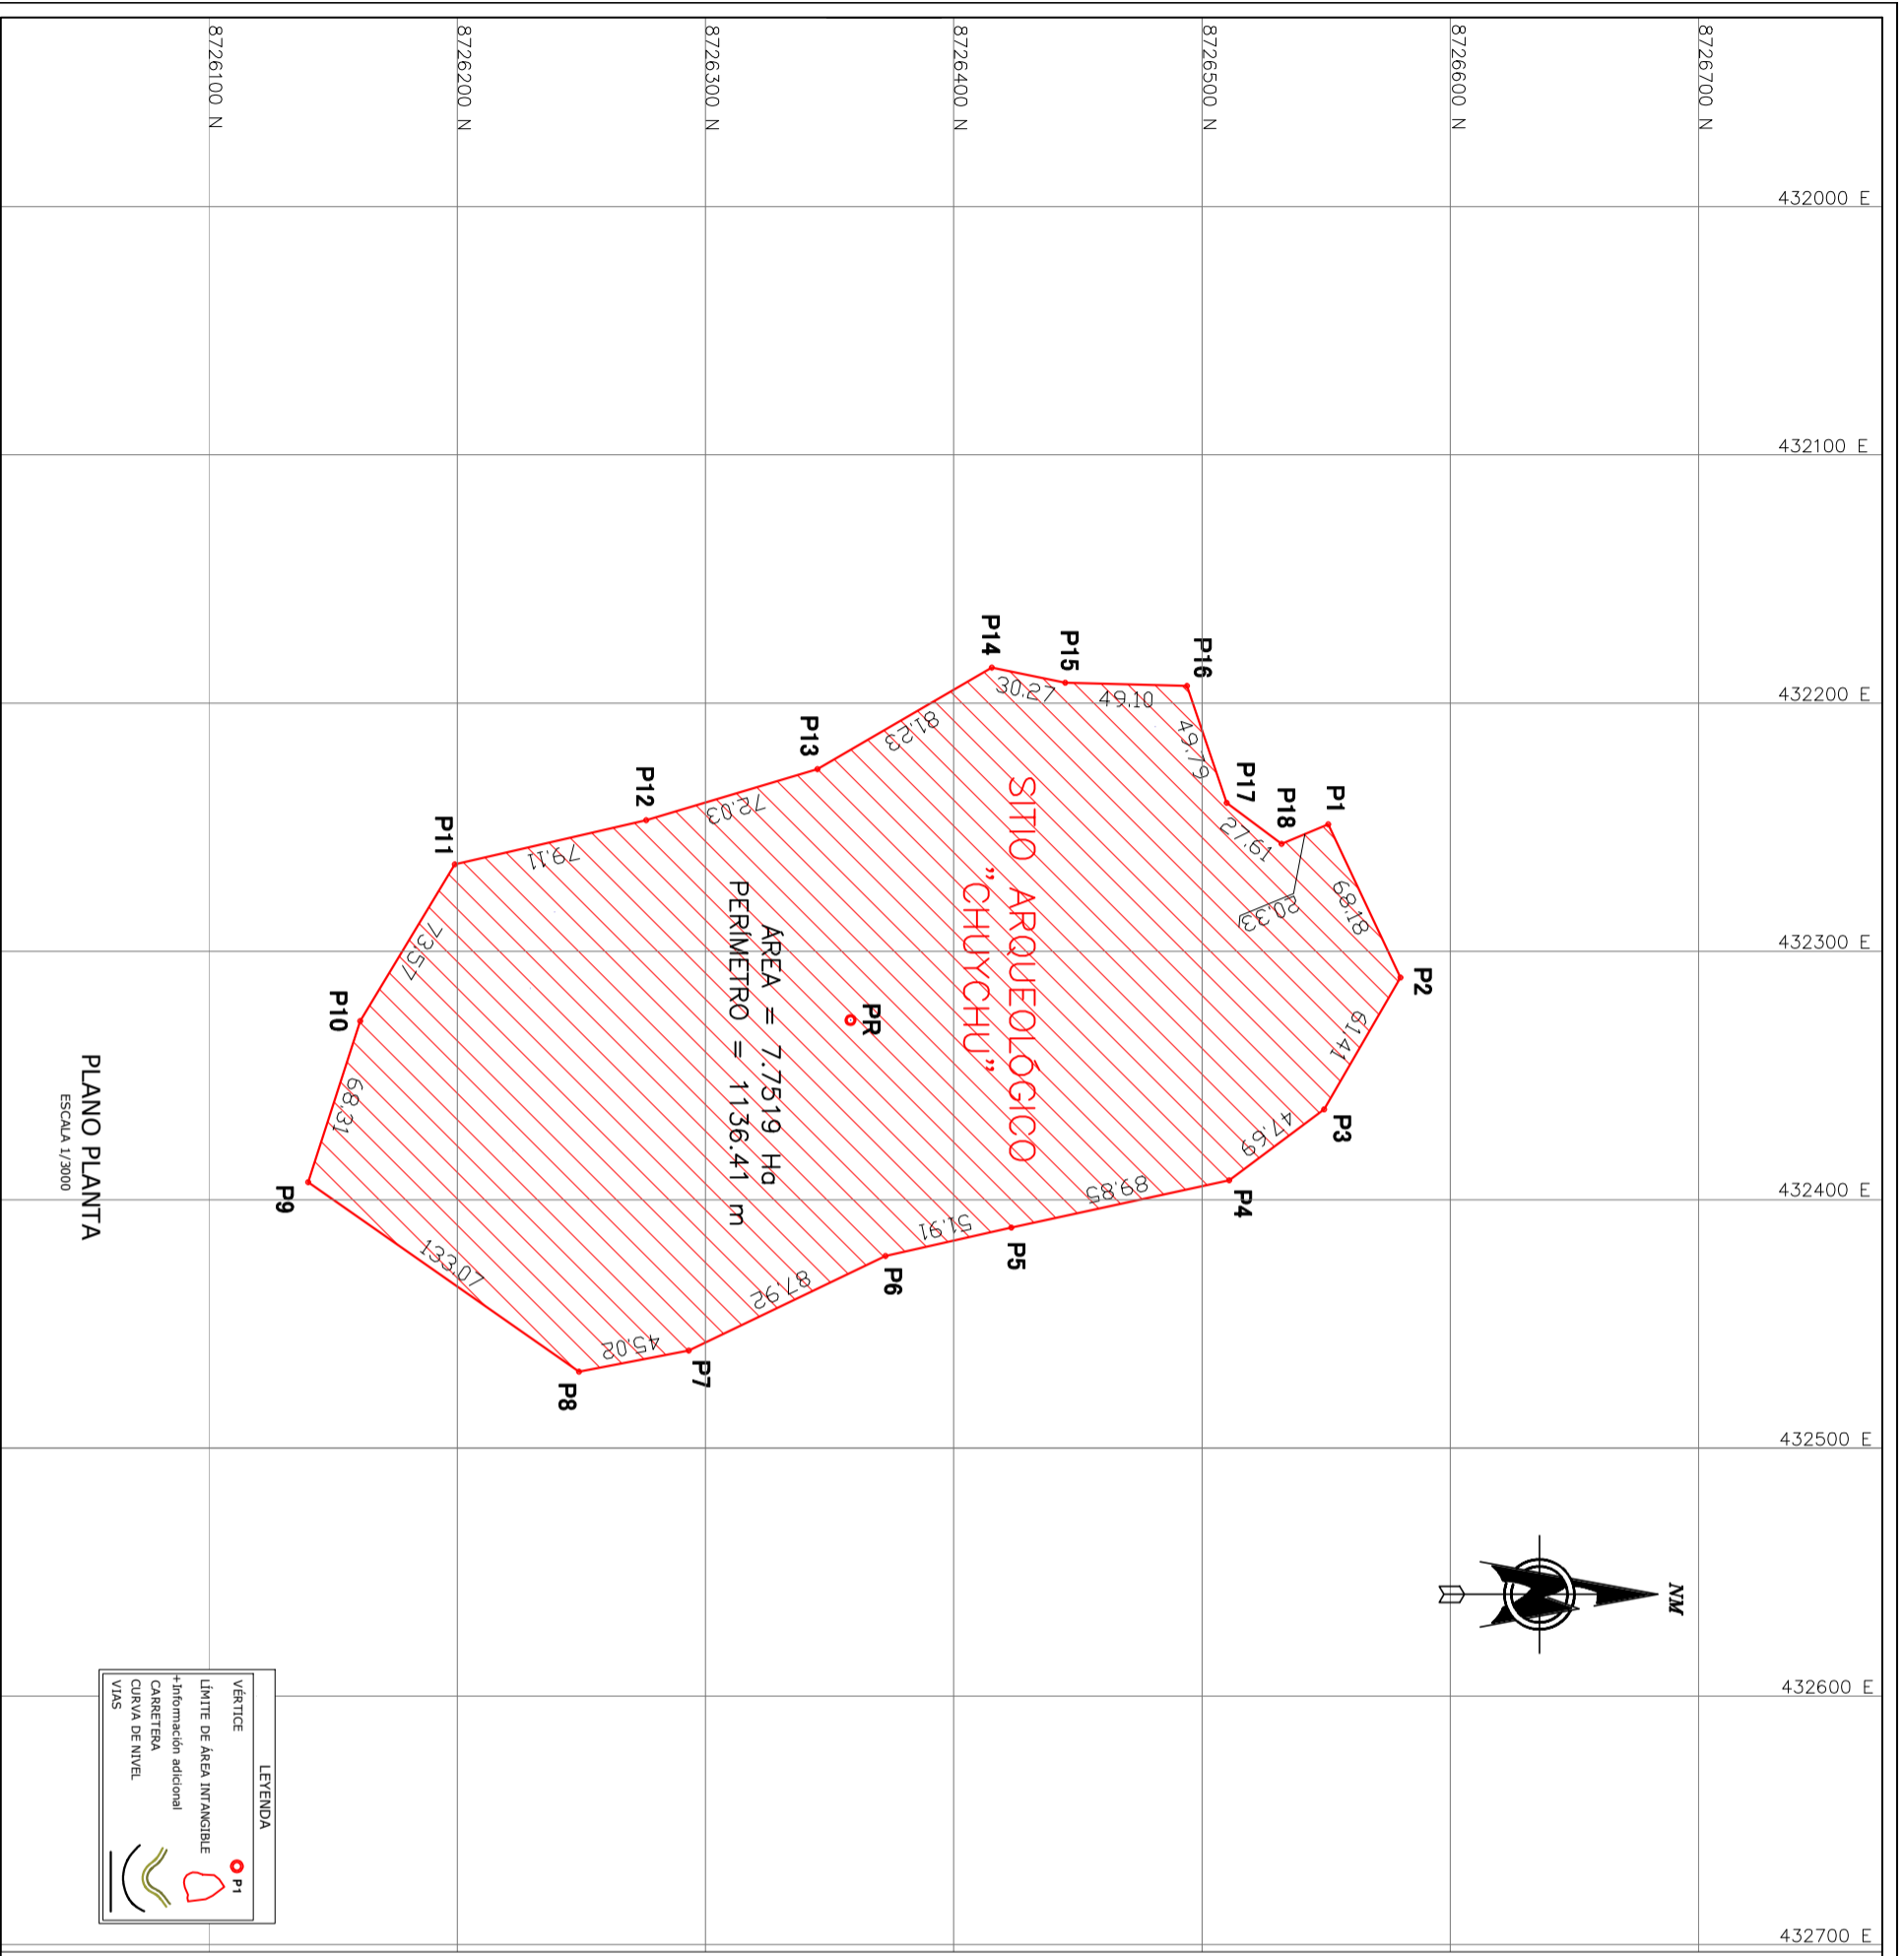 432000 E
432100 E
432200 E
432300 E
432400 E
432500 E
432600 E
432700 E
8726700 N
8726600 N
8726500 N
8726400 N
8726300 N
8726200 N
8726100 N
NM
P1
P2
P3
P4
P5
P6
P7
P8
P9
P10
P11
P12
P13
P14
P15
P16
P17
P18
81.89
61.41
47.69
89.85
51.91
87.92
45.02
133.07
68.31
73.57
79.11
72.03
81.29
30.27
49.10
49.79
27.61
20.33
SITIO ARQUEOLÓGICO
"CHUYCHU"
PR
ÁREA = 7.7519 Ha
PERÍMETRO = 1136.41 m
PLANO PLANTA
ESCALA 1/3000
LEYENDA
VÉRTICE P1
LÍMITE DE ÁREA INTANGIBLE
+Información adicional
CARRETERA
CURVA DE NIVEL
VIAS